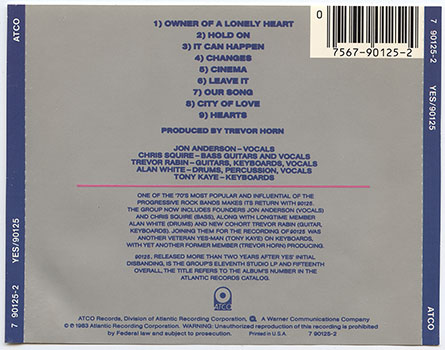 0
7567-90125-2
ATCO
7 90125-2 YES/90125
1) OWNER OF A LONELY HEART
2) HOLD ON
3) IT CAN HAPPEN
4) CHANGES
5) CINEMA
6) LEAVE IT
7) OUR SONG
8) CITY OF LOVE
9) HEARTS
PRODUCED BY TREVOR HORN
JON ANDERSON – VOCALS
CHRIS SQUIRE – BASS GUITARS AND VOCALS
TREVOR RABIN – GUITARS, KEYBOARDS, VOCALS
ALAN WHITE – DRUMS, PERCUSSION, VOCALS
TONY KAYE – KEYBOARDS
ONE OF THE '70'S MOST POPULAR AND INFLUENTIAL OF THE
PROGRESSIVE ROCK BANDS MAKES ITS RETURN WITH 90125.
THE GROUP NOW INCLUDES FOUNDERS JON ANDERSON (VOCALS)
AND CHRIS SQUIRE (BASS), ALONG WITH LONGTIME MEMBER
ALAN WHITE (DRUMS) AND NEW COHORT TREVOR RABIN (GUITAR,
KEYBOARDS). JOINING THEM FOR THE RECORDING OF 90125 WAS
ANOTHER VETERAN YES-MAN (TONY KAYE) ON KEYBOARDS,
WITH YET ANOTHER FORMER MEMBER (TREVOR HORN) PRODUCING.
90125, RELEASED MORE THAN TWO YEARS AFTER YES' INITIAL
DISBANDING, IS THE GROUP'S ELEVENTH STUDIO LP AND FIFTEENTH
OVERALL, THE TITLE REFERS TO THE ALBUM'S NUMBER IN THE
ATLANTIC RECORDS CATALOG.
ATCO
ATCO Records, Division of Atlantic Recording Corporation, A Warner Communications Company
© ℗ 1983 Atlantic Recording Corporation. WARNING: Unauthorized reproduction of this recording is prohibited
by Federal law and subject to prosecution. Printed in U.S.A. 7 90125-2
7 90125-2 YES/90125
ATCO